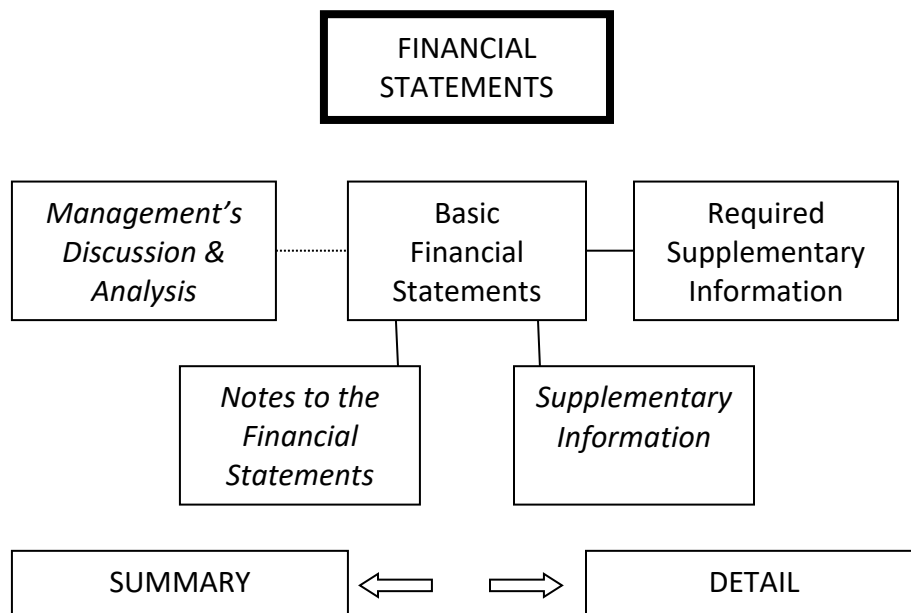 FINANCIAL
STATEMENTS
Management’s
Discussion &
Analysis
Basic
Financial
Statements
Required
Supplementary
Information
Notes to the
Financial
Statements
Supplementary
Information
SUMMARY
DETAIL